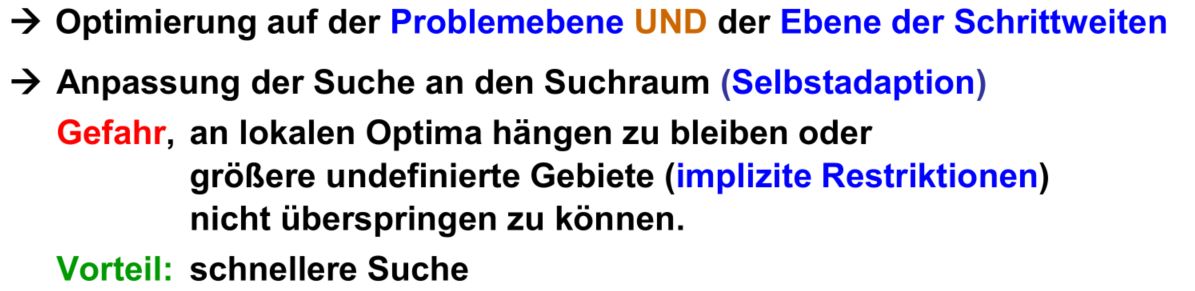 → Optimierung auf der Problemebene UND der Ebene der Schrittweiten
→ Anpassung der Suche an den Suchraum (Selbstadaption)
Gefahr, an lokalen Optima hängen zu bleiben oder
größere undefinierte Gebiete (implizite Restriktionen)
nicht überspringen zu können.
Vorteil: schnellere Suche